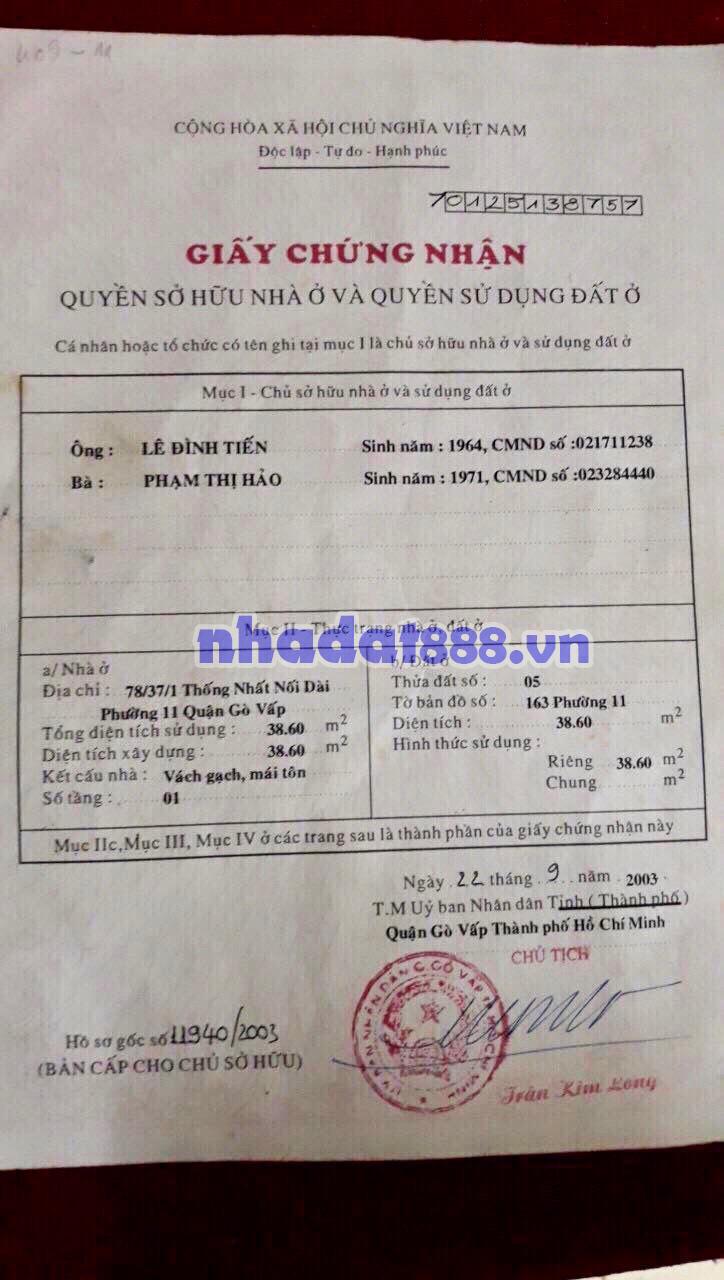 409-11
CỘNG HÒA XÃ HỘI CHỦ NGHĨA VIỆT NAM
Độc lập - Tự do - Hạnh phúc
70125138757
GIẤY CHỨNG NHẬN
QUYỀN SỞ HỮU NHÀ Ở VÀ QUYỀN SỬ DỤNG ĐẤT Ở
Cá nhân hoặc tổ chức có tên ghi tại mục I là chủ sở hữu nhà ở và sử dụng đất ở
Mục I - Chủ sở hữu nhà ở và sử dụng đất ở
Ông : LÊ ĐÌNH TIẾN Sinh năm : 1964, CMND số :021711238
Bà : PHẠM THỊ HẢO Sinh năm : 1971, CMND số :023284440
Mục II - Thực trạng nhà ở, đất ở
nhadat888.vn
a/ Nhà ở
Địa chỉ : 78/37/1 Thống Nhất Nối Dài
Phường 11 Quận Gò Vấp
Tổng diện tích sử dụng : 38.60 m2
Diện tích xây dựng : 38.60 m2
Kết cấu nhà : Vách gạch, mái tôn
Số tầng : 01
b/ Đất ở
Thửa đất số : 05
Tờ bản đồ số : 163 Phường 11
Diện tích : 38.60 m2
Hình thức sử dụng :
Riêng 38.60 m2
Chung m2
Mục IIc, Mục III, Mục IV ở các trang sau là thành phần của giấy chứng nhận này
Ngày 22 tháng 9 năm 2003
T.M Uỷ ban Nhân dân Tỉnh ( Thành phố )
Quận Gò Vấp Thành phố Hồ Chí Minh
CHỦ TỊCH
Hồ sơ gốc số 11940/2003
(BẢN CẤP CHO CHỦ SỞ HỮU)
Trần Kim Long